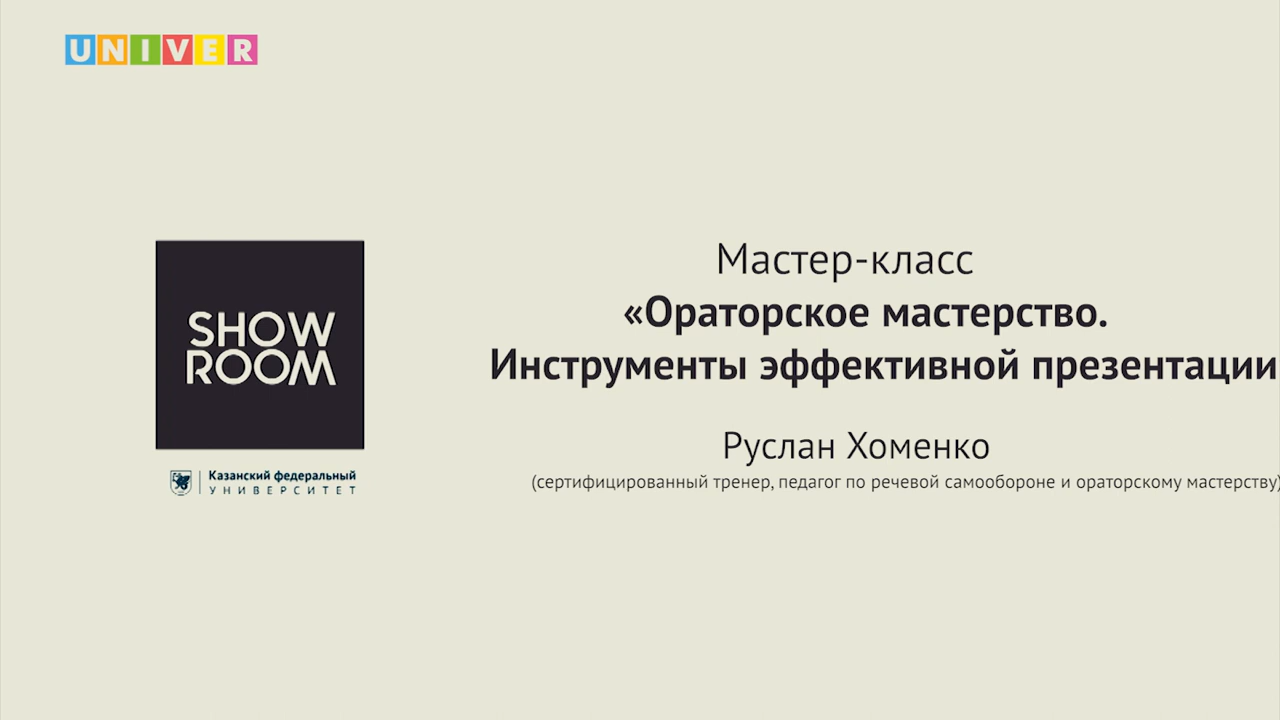 UNIVER
SHOW
ROOM
Казанский федеральный
УНИВЕРСИТЕТ
Мастер-класс
«Ораторское мастерство.
Инструменты эффективной презентации
Руслан Хоменко
(сертифицированный тренер, педагог по речевой самообороне и ораторскому мастерству)